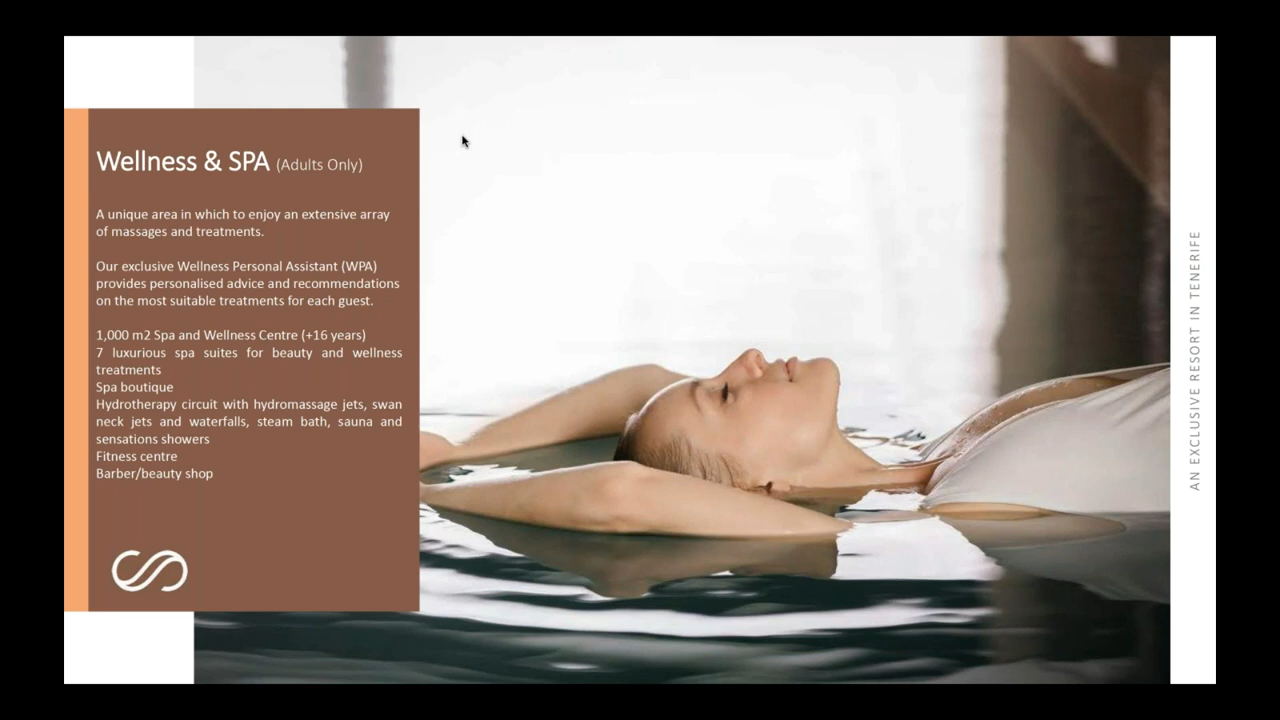 Wellness & SPA (Adults Only)
A unique area in which to enjoy an extensive array
of massages and treatments.
Our exclusive Wellness Personal Assistant (WPA)
provides personalised advice and recommendations
on the most suitable treatments for each guest.
1,000 m2 Spa and Wellness Centre (+16 years)
7 luxurious spa suites for beauty and wellness
treatments
Spa boutique
Hydrotherapy circuit with hydromassage jets, swan
neck jets and waterfalls, steam bath, sauna and
sensations showers
Fitness centre
Barber/beauty shop
AN EXCLUSIVE RESORT IN TENERIFE